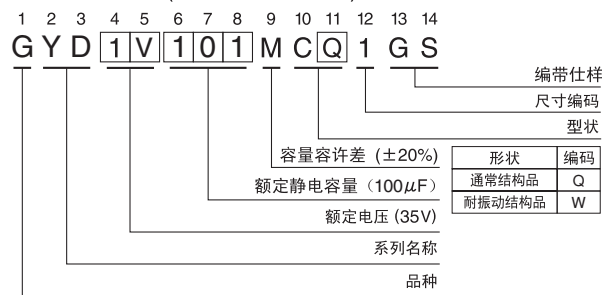 1 2 3 4 5 6 7 8 9 10 11 12 13 14
G Y D 1 V 1 0 1 M C Q 1 G S
编带仕样
尺寸编码
型状
容量容许差 (±20%)
额定静电容量（100μF）
额定电压 (35V)
系列名称
品种
形状 编码
通常结构品 Q
耐振动结构品 W